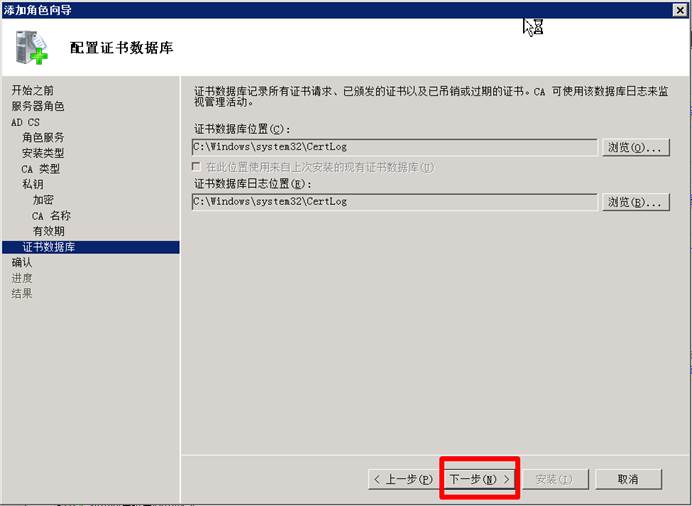 添加角色向导
配置证书数据库
开始之前
服务器角色
AD CS
角色服务
安装类型
CA 类型
私钥
加密
CA 名称
有效期
证书数据库
确认
进度
结果
证书数据库记录所有证书请求、已颁发的证书以及已吊销或过期的证书。CA 可使用该数据库日志来监
视管理活动。
证书数据库位置(C):
C:\Windows\system32\CertLog
浏览(O)...
在此位置使用来自上次安装的现有证书数据库(U)
证书数据库日志位置(E):
C:\Windows\system32\CertLog
浏览(R)...
< 上一步(P)
下一步(N) >
安装(I)
取消